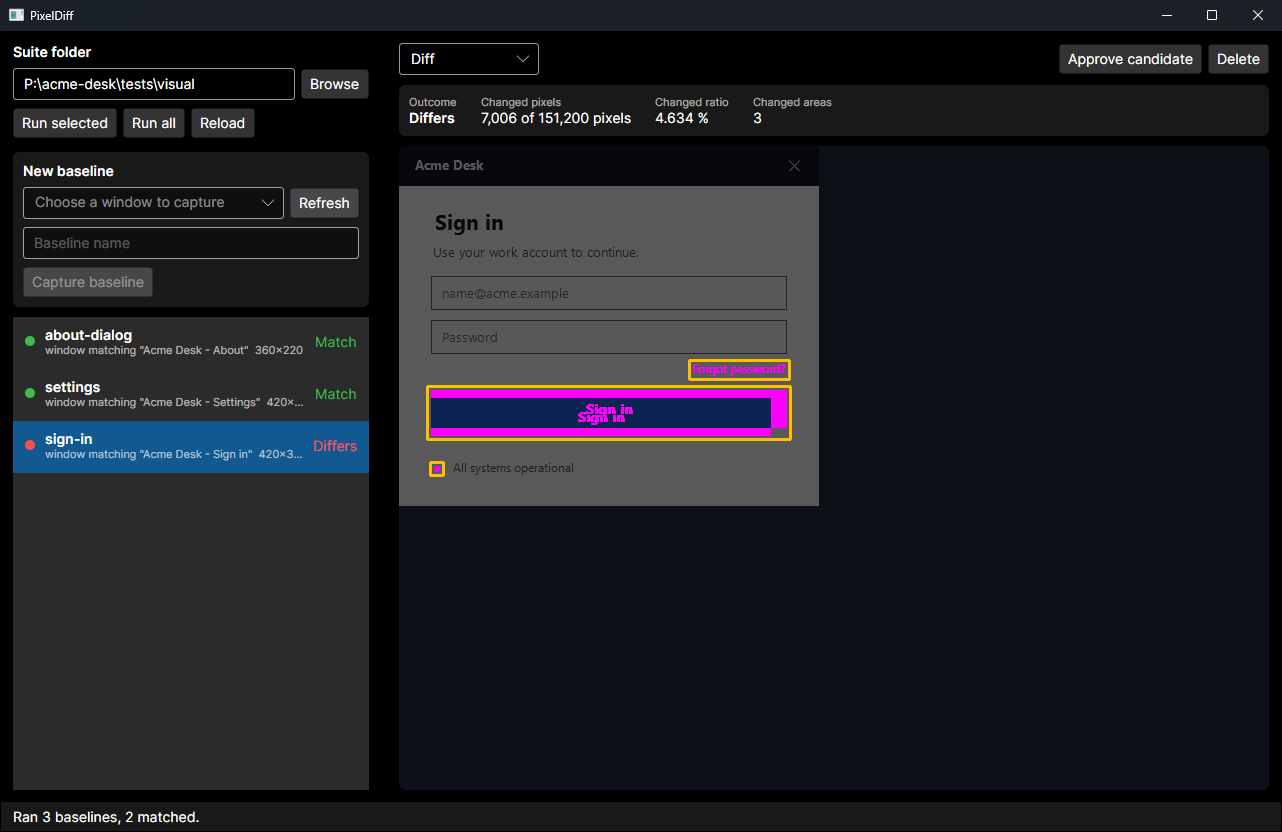 PixelDiff
Suite folder
P:\acme-desk\tests\visual
Browse
Run selected
Run all
Reload
New baseline
Choose a window to capture
Refresh
Baseline name
Capture baseline
about-dialog
window matching "Acme Desk - About" 360×220
Match
settings
window matching "Acme Desk - Settings" 420×...
Match
sign-in
window matching "Acme Desk - Sign in" 420×3...
Differs
Diff
Approve candidate
Delete
Outcome
Differs
Changed pixels
7,006 of 151,200 pixels
Changed ratio
4.634 %
Changed areas
3
Acme Desk
Sign in
Use your work account to continue.
name@acme.example
Password
Forgot password?
Sign in
Sign in
All systems operational
Ran 3 baselines, 2 matched.